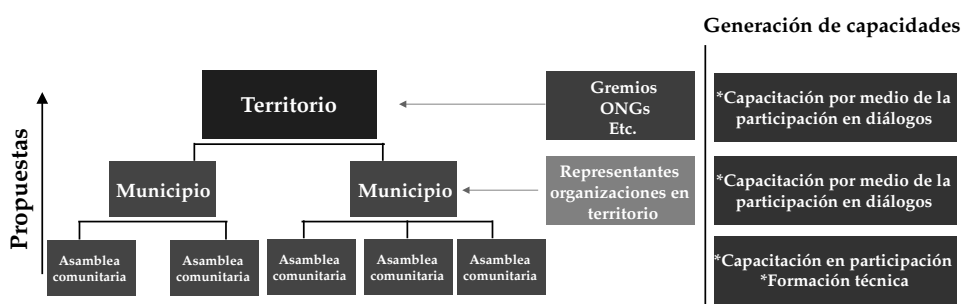 Generación de capacidades
Propuestas
Territorio
Gremios
ONGs
Etc.
*Capacitación por medio de la
participación en diálogos
Municipio
Municipio
Representantes
organizaciones en
territorio
*Capacitación por medio de la
participación en diálogos
Asamblea
comunitaria
Asamblea
comunitaria
Asamblea
comunitaria
Asamblea
comunitaria
Asamblea
comunitaria
*Capacitación en participación
*Formación técnica